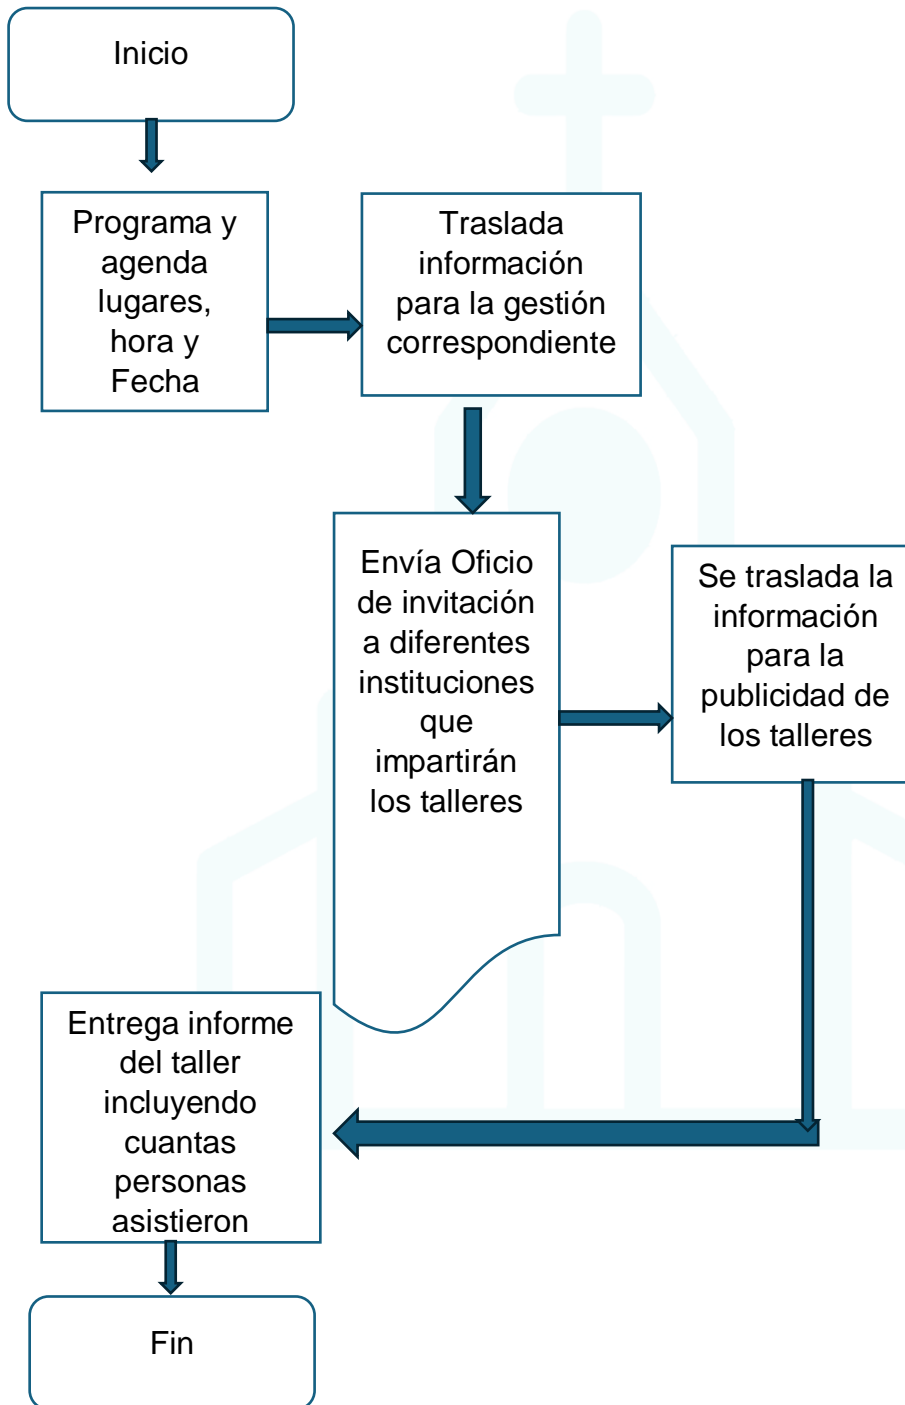 Inicio
Programa y
agenda
lugares,
hora y
Fecha
Traslada
información
para la gestión
correspondiente
Envía Oficio
de invitación
a diferentes
instituciones
que
impartirán
los talleres
Se traslada la
información
para la
publicidad de
los talleres
Entrega informe
del taller
incluyendo
cuantas
personas
asistieron
Fin